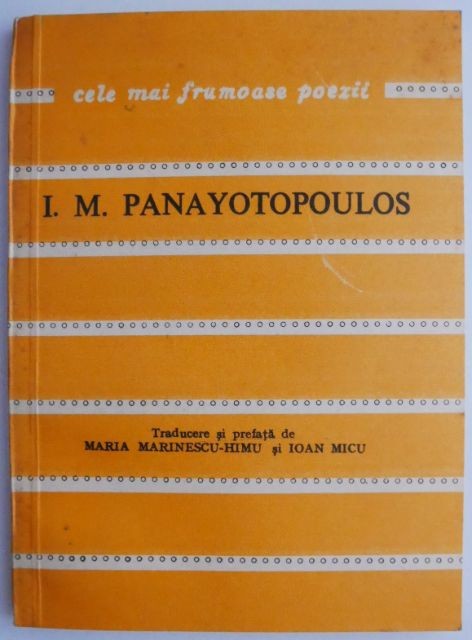 cele mai frumoase poezii
I. M. PANAYOTOPOULOS
Traducere și prefață de
MARIA MARINESCU-HIMU și IOAN MICU